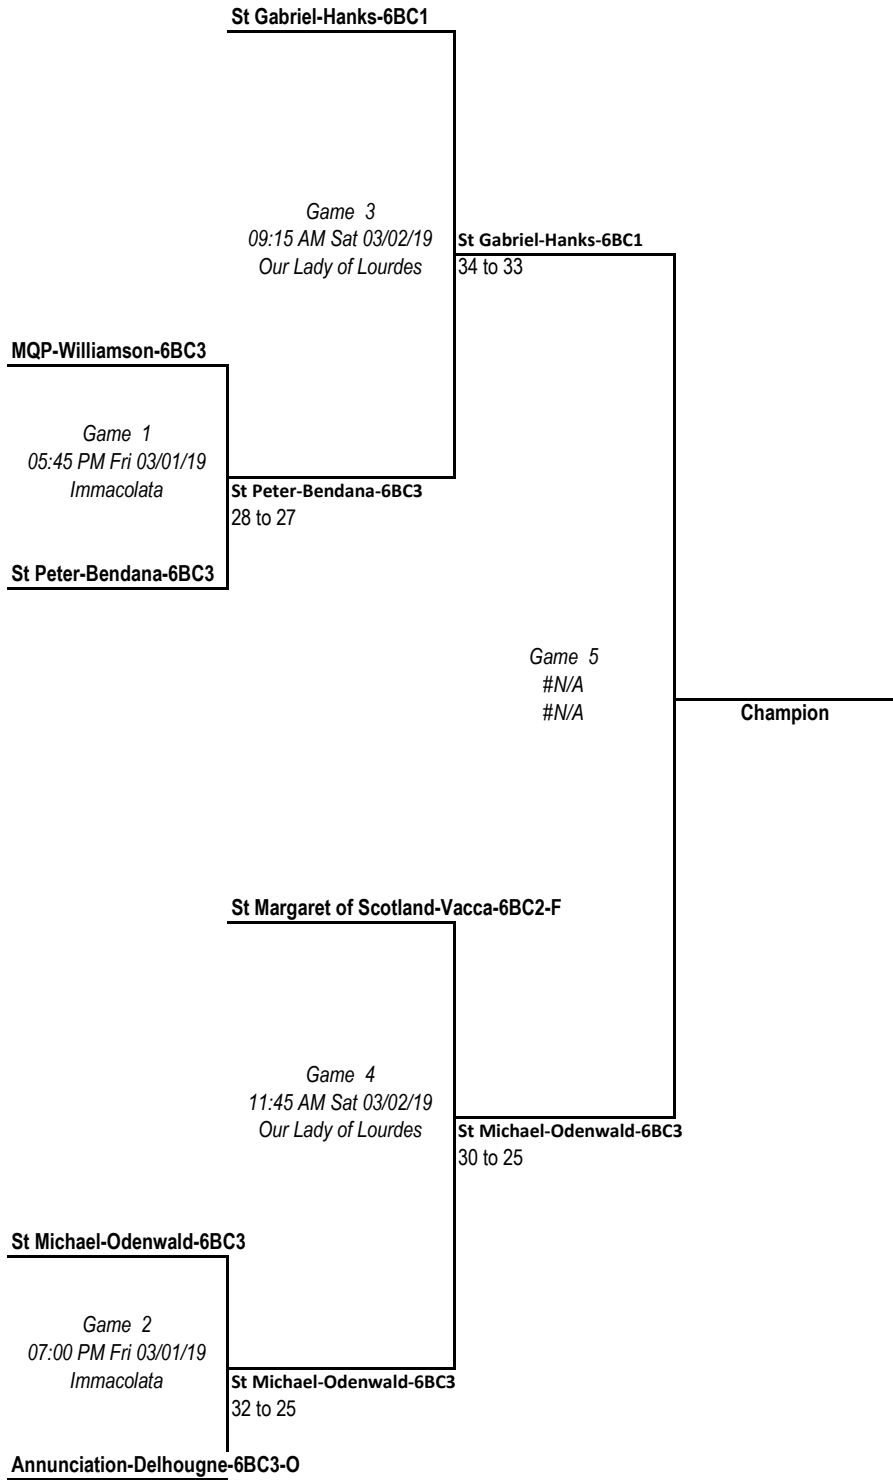 St Gabriel-Hanks-6BC1
Game 3
09:15 AM Sat 03/02/19
Our Lady of Lourdes
St Gabriel-Hanks-6BC1
34 to 33
MQP-Williamson-6BC3
Game 1
05:45 PM Fri 03/01/19
Immacolata
St Peter-Bendana-6BC3
28 to 27
St Peter-Bendana-6BC3
Game 5
#N/A
#N/A
Champion
St Margaret of Scotland-Vacca-6BC2-F
Game 4
11:45 AM Sat 03/02/19
Our Lady of Lourdes
St Michael-Odenwald-6BC3
30 to 25
St Michael-Odenwald-6BC3
Game 2
07:00 PM Fri 03/01/19
Immacolata
St Michael-Odenwald-6BC3
32 to 25
Annunciation-Delhougne-6BC3-O